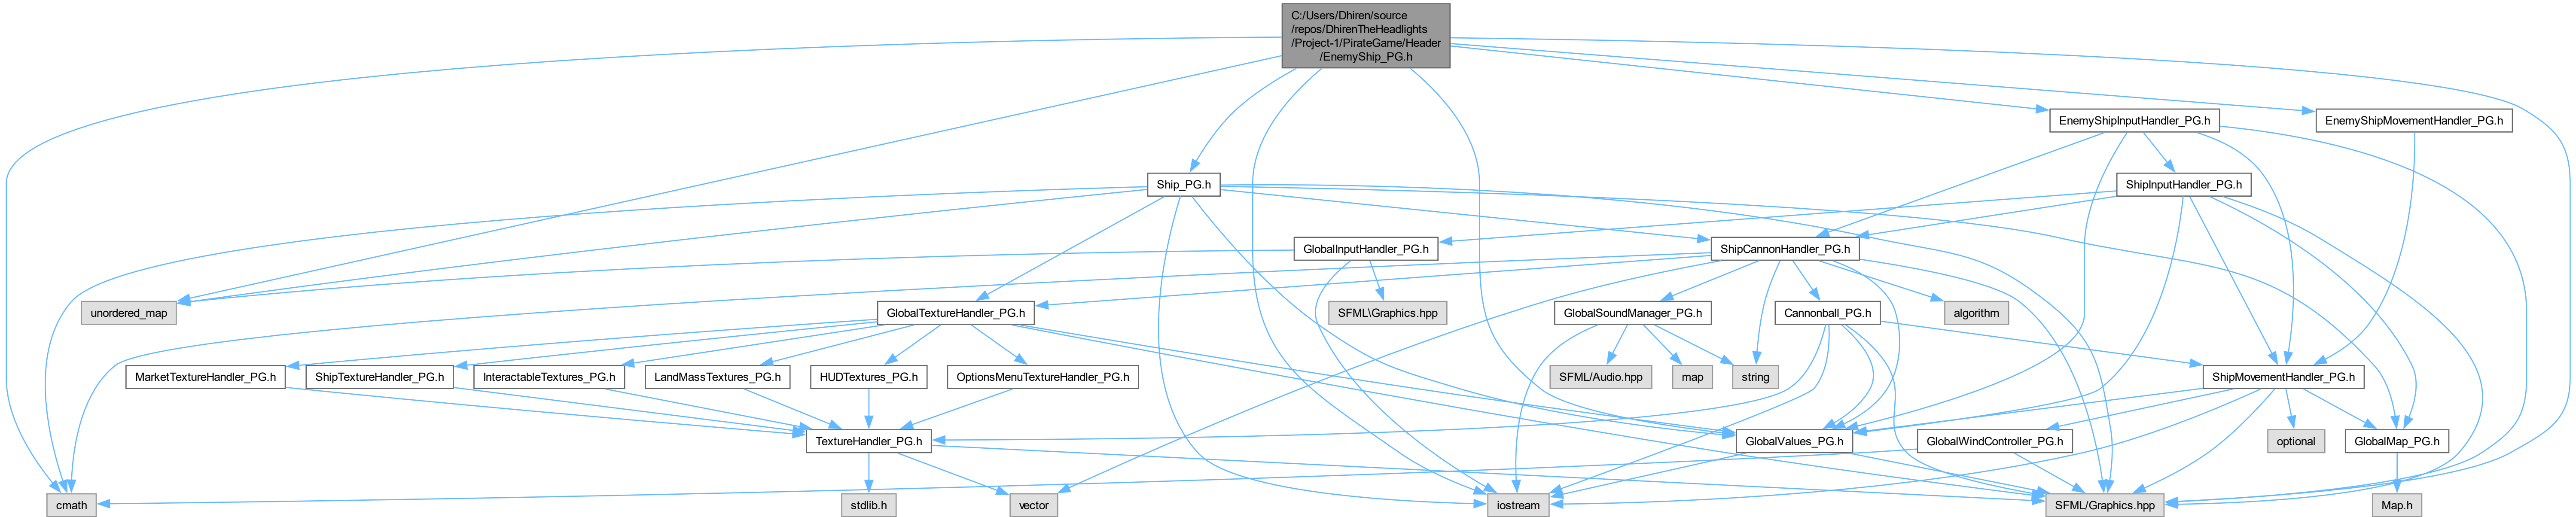 C:/Users/Dhiren/source
/repos/DhirenTheHeadlights
/Project-1/PirateGame/Header
/EnemyShip_PG.h
EnemyShipInputHandler_PG.h
EnemyShipMovementHandler_PG.h
Ship_PG.h
ShipInputHandler_PG.h
GlobalInputHandler_PG.h
ShipCannonHandler_PG.h
unordered_map
GlobalTextureHandler_PG.h
SFML\Graphics.hpp
GlobalSoundManager_PG.h
Cannonball_PG.h
algorithm
MarketTextureHandler_PG.h
ShipTextureHandler_PG.h
InteractableTextures_PG.h
LandMassTextures_PG.h
HUDTextures_PG.h
OptionsMenuTextureHandler_PG.h
SFML/Audio.hpp
map
string
ShipMovementHandler_PG.h
TextureHandler_PG.h
GlobalValues_PG.h
GlobalWindController_PG.h
optional
GlobalMap_PG.h
cmath
stdlib.h
vector
iostream
SFML/Graphics.hpp
Map.h